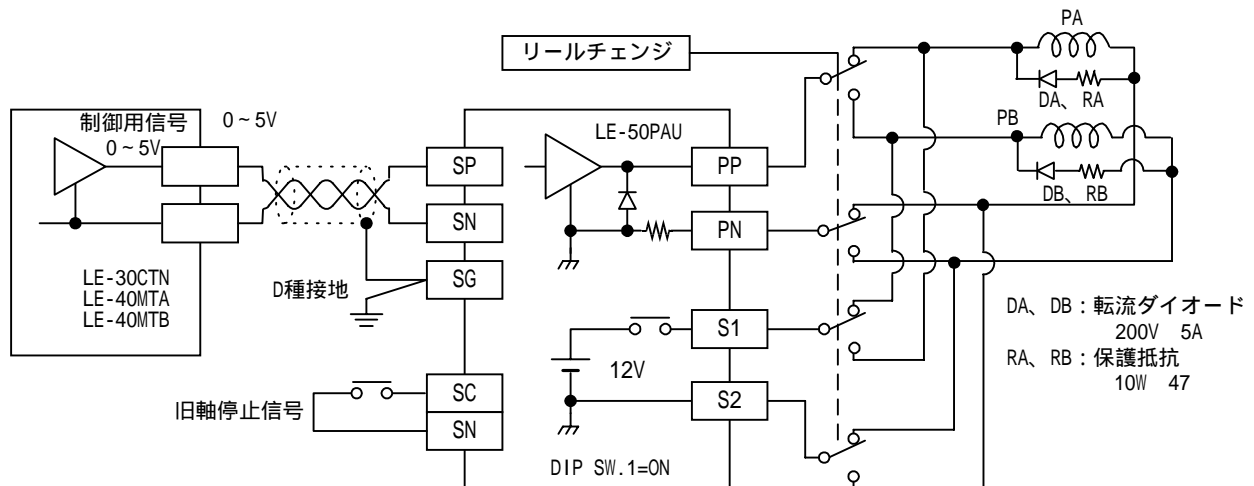 PA
リールチェンジ
DA、RA
制御用信号
0～5V
0～5V
LE-50PAU
PB
SP
PP
DB、RB
SN
PN
LE-30CTN
LE-40MTA
LE-40MTB
D種接地
SG
S1
DA、DB：転流ダイオード
200V 5A
12V
RA、RB：保護抵抗
10W 47
SC
S2
旧軸停止信号
SN
DIP SW.1=ON